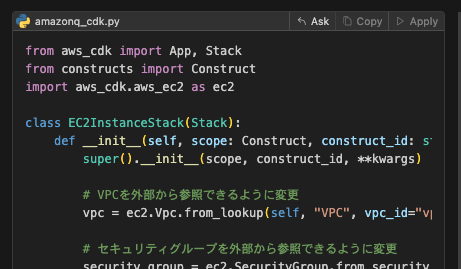 amazonq_cdk.py
Ask
Copy
Apply
from aws_cdk import App, Stack
from constructs import Construct
import aws_cdk.aws_ec2 as ec2
class EC2InstanceStack(Stack):
def __init__(self, scope: Construct, construct_id:
super().__init__(scope, construct_id, **kwargs)
# VPCを外部から参照できるように変更
vpc = ec2.Vpc.from_lookup(self, "VPC", vpc_id="vp
# セキュリティグループを外部から参照できるように変更
security_group = ec2.SecurityGroup.from_security